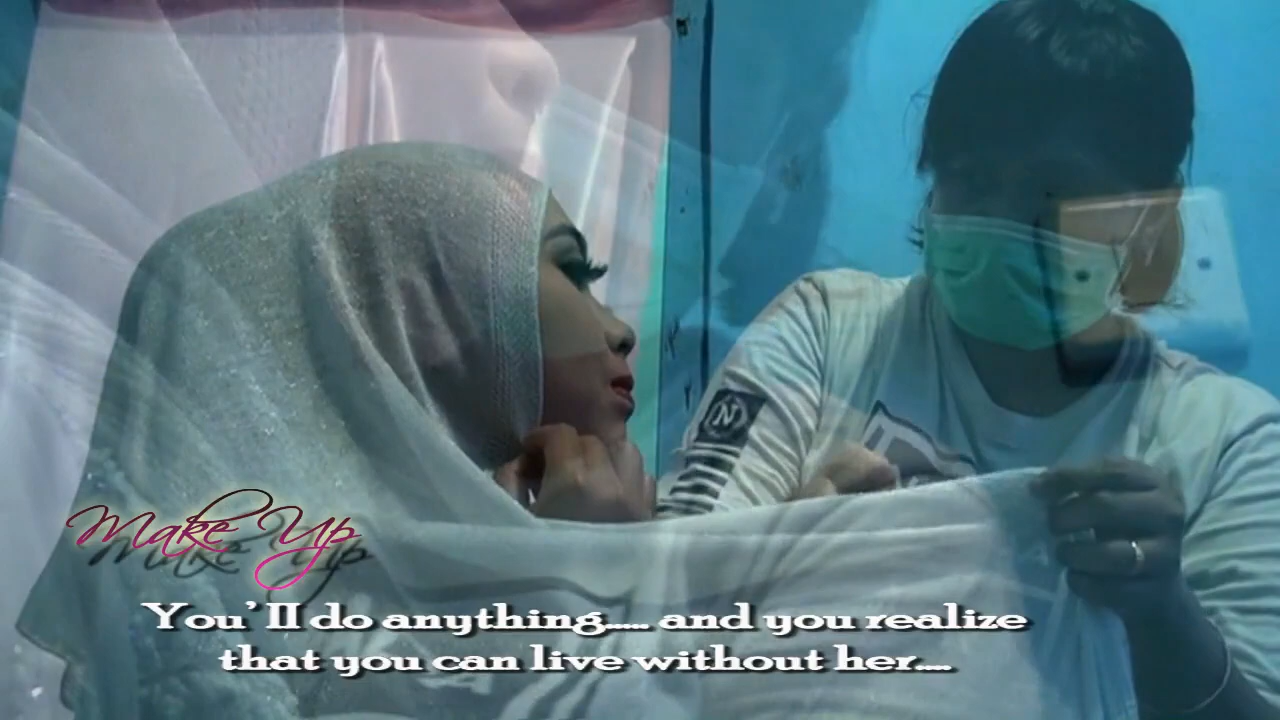 N
Make Up
You'll do anything..... and you realize
that you can live without her....